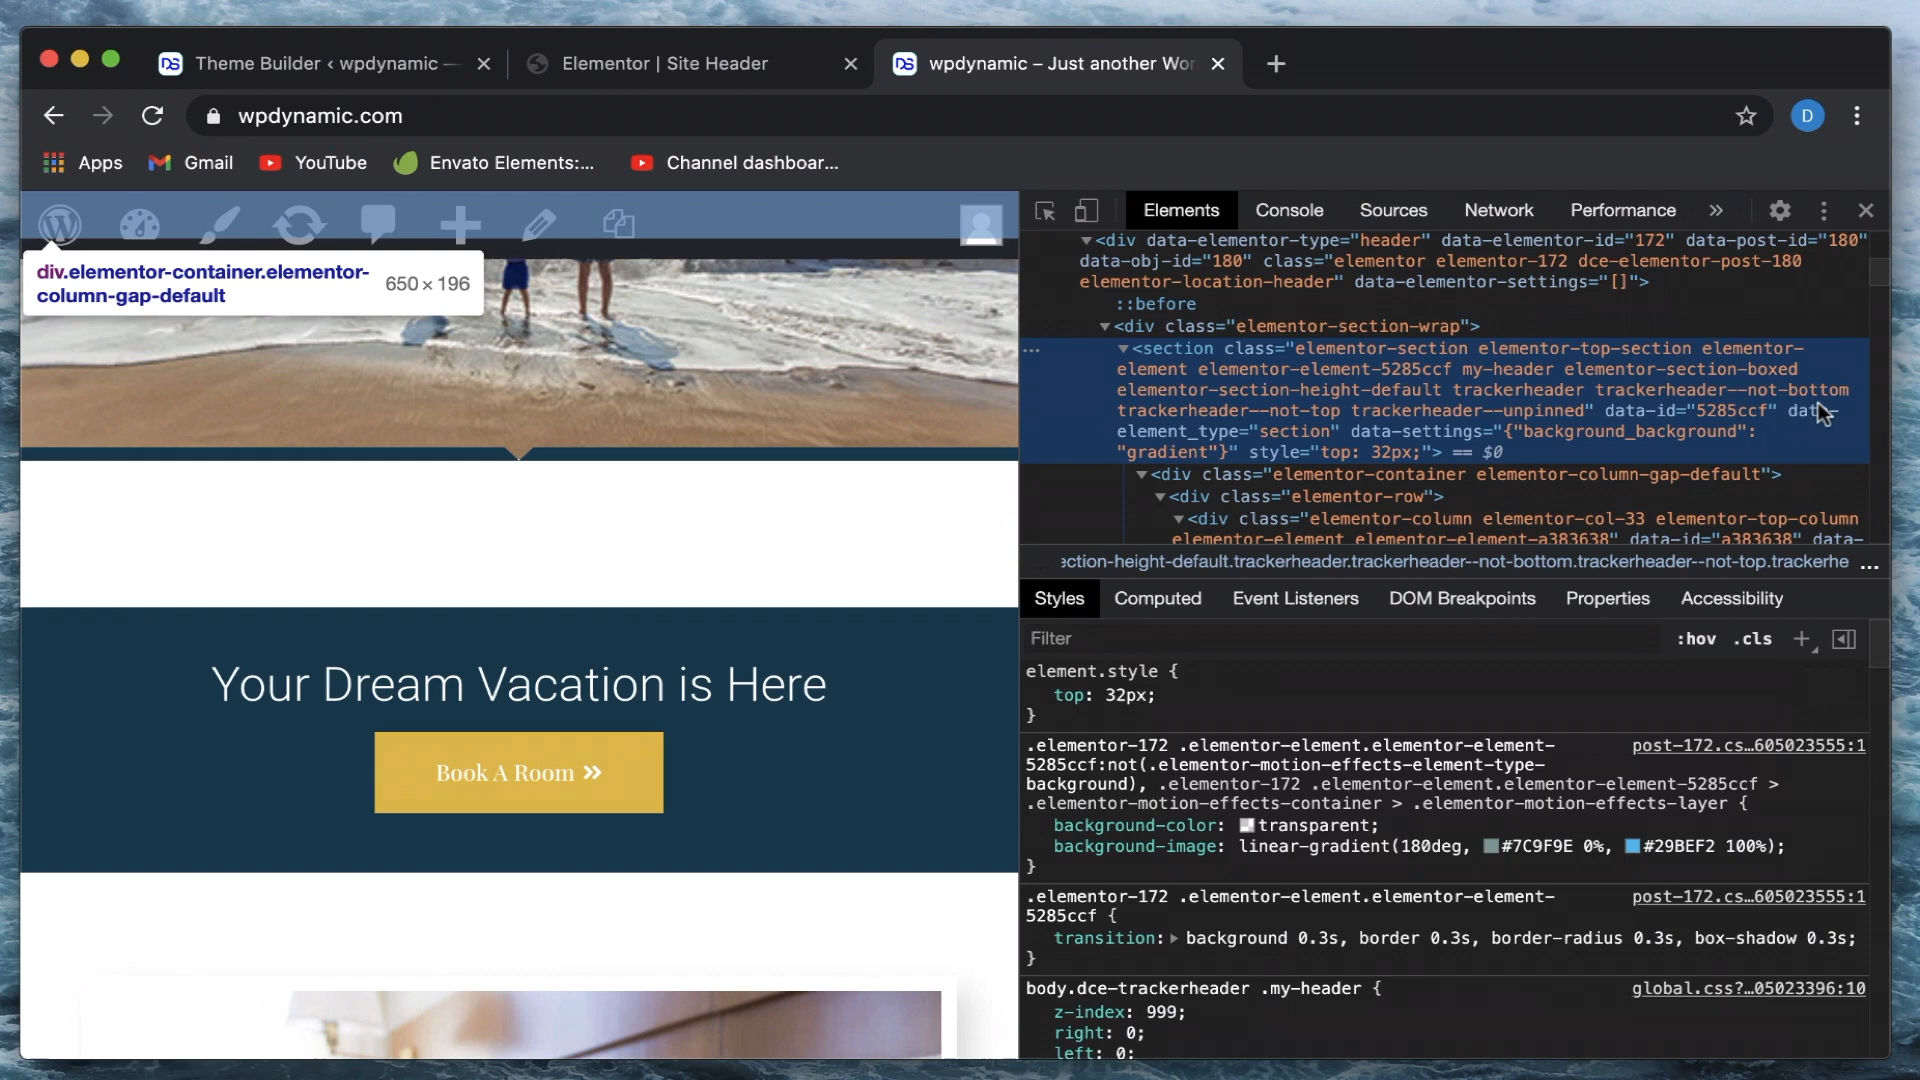 Theme Builder ‹ wpdynamic —
Elementor | Site Header
wpdynamic – Just another Wor
wpdynamic.com
D
Apps
Gmail
YouTube
Envato Elements:...
Channel dashboar...
div.elementor-container.elementor-
column-gap-default
650 × 196
Your Dream Vacation is Here
Book A Room »
Elements
Console
Sources
Network
Performance
»
▼<div data-elementor-type="header" data-elementor-id="172" data-post-id="180"
data-obj-id="180" class="elementor elementor-172 dce-elementor-post-180
elementor-location-header" data-elementor-settings="[]">
::before
▼<div class="elementor-section-wrap">
▼<section class="elementor-section elementor-top-section elementor-
element elementor-element-5285ccf my-header elementor-section-boxed
elementor-section-height-default trackerheader trackerheader--not-bottom
trackerheader--not-top trackerheader--unpinned" data-id="5285ccf" data-
element_type="section" data-settings="{"background_background":
"gradient"}" style="top: 32px;"> == $0
▼<div class="elementor-container elementor-column-gap-default">
▼<div class="elementor-row">
▼<div class="elementor-column elementor-col-33 elementor-top-column
elementor-element elementor-element-a383638" data-id="a383638" data-
ection-height-default.trackerheader.trackerheader--not-bottom.trackerheader--not-top.trackerhe
...
Styles
Computed
Event Listeners
DOM Breakpoints
Properties
Accessibility
Filter
:hov
.cls
element.style {
top: 32px;
}
.elementor-172 .elementor-element.elementor-element-
post-172.cs…605023555:1
5285ccf:not(.elementor-motion-effects-element-type-
background), .elementor-172 .elementor-element.elementor-element-5285ccf >
.elementor-motion-effects-container > .elementor-motion-effects-layer {
background-color: transparent;
background-image: linear-gradient(180deg, #7C9F9E 0%, #29BEF2 100%);
}
.elementor-172 .elementor-element.elementor-element-
post-172.cs…605023555:1
5285ccf {
transition: ▶ background 0.3s, border 0.3s, border-radius 0.3s, box-shadow 0.3s;
}
body.dce-trackerheader .my-header {
global.css?…05023396:10
z-index: 999;
right: 0;
left: 0;